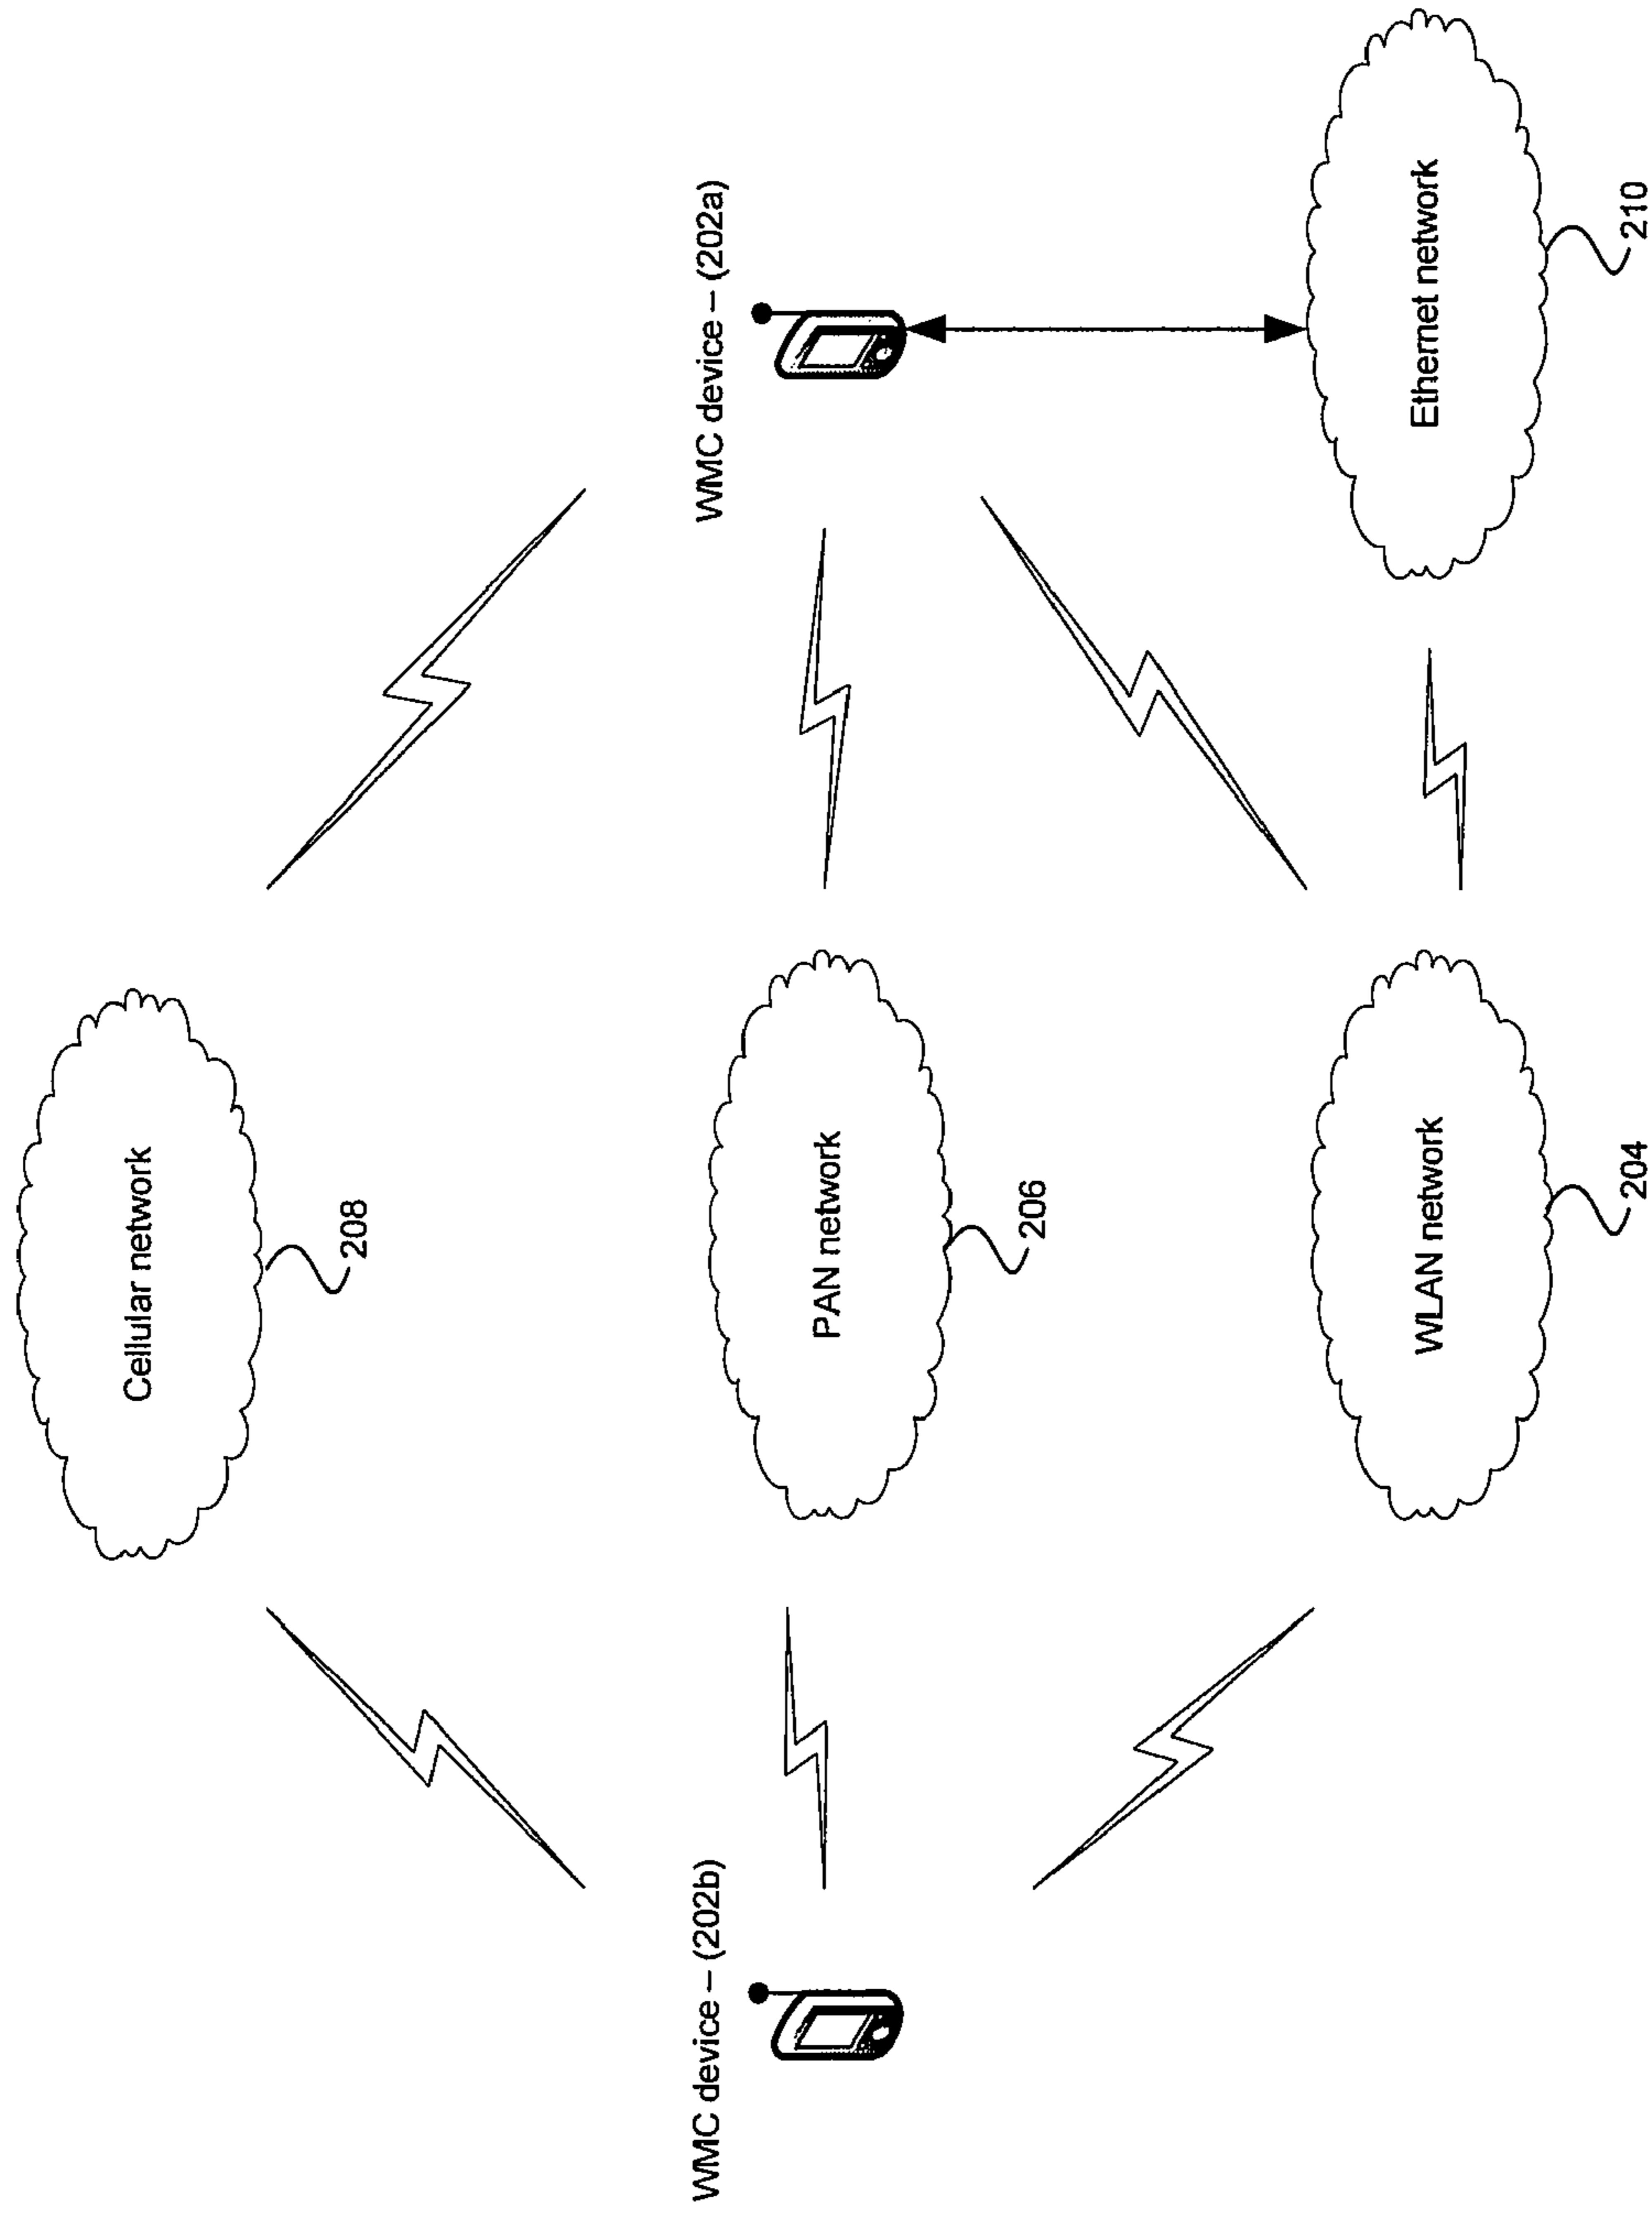 Cellular network
208
WMC device – (202b)
WMC device – (202a)
PAN network
206
WLAN network
204
Ethernet network
210